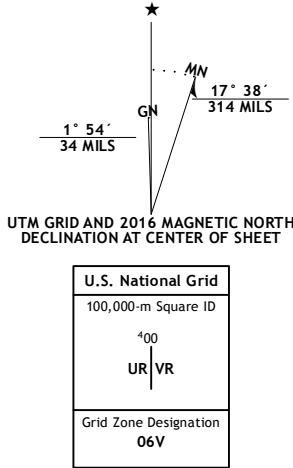 ★
MN
GN
17° 38´
314 MILS
1° 54´
34 MILS
UTM GRID AND 2016 MAGNETIC NORTH
DECLINATION AT CENTER OF SHEET
U.S. National Grid
100,000-m Square ID
⁴00
UR VR
Grid Zone Designation
06V